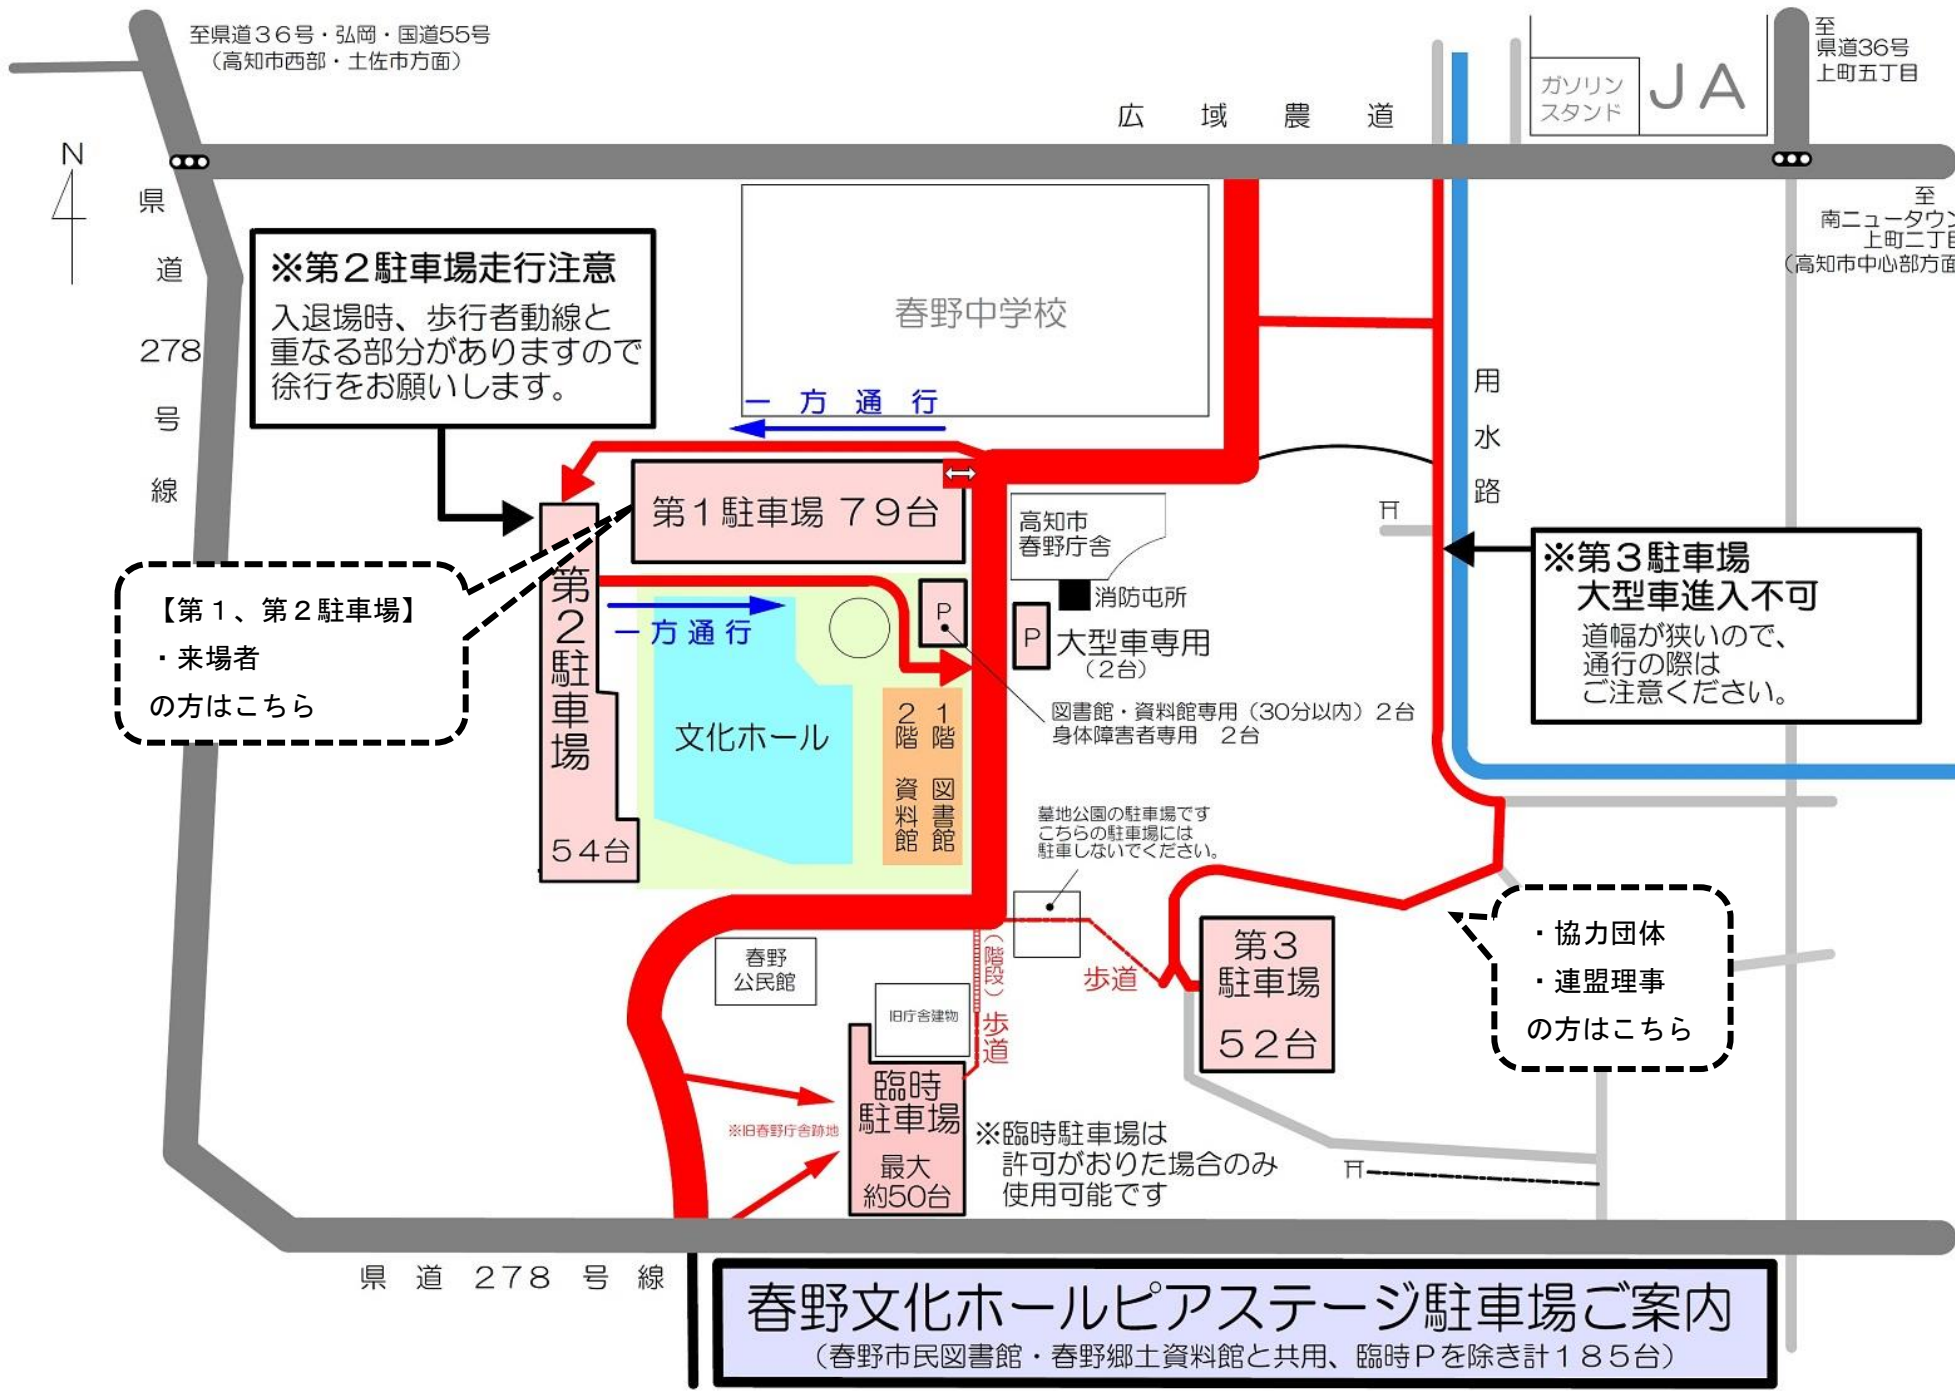 至県道３６号・弘岡・国道55号
（高知市西部・土佐市方面）
広域農道
ガソリン
スタンド
ＪＡ
至
県道36号
上町五丁目
N
至
南ニュータウン
上町二丁目
（高知市中心部方面
県道278号線
※第２駐車場走行注意
入退場時、歩行者動線と
重なる部分がありますので
徐行をお願いします。
春野中学校
一方通行
用水路
第１駐車場 ７９台
高知市
春野庁舎
消防屯所
P
P
大型車専用
（２台）
図書館・資料館専用（30分以内）２台
身体障害者専用　２台
※第３駐車場
大型車進入不可
道幅が狭いので、
通行の際は
ご注意ください。
【第１、第２駐車場】
・来場者
の方はこちら
第２駐車場
５４台
一方通行
文化ホール
２階　資料館
１階　図書館
墓地公園の駐車場です
こちらの駐車場には
駐車しないでください。
・協力団体
・連盟理事
の方はこちら
春野
公民館
旧庁舎建物
（階段）歩道
歩道
第３
駐車場
５２台
臨時
駐車場
最大
約50台
※旧春野庁舎跡地
※臨時駐車場は
許可がおりた場合のみ
使用可能です
県道278号線
春野文化ホールピアステージ駐車場ご案内
（春野市民図書館・春野郷土資料館と共用、臨時Ｐを除き計１８５台）